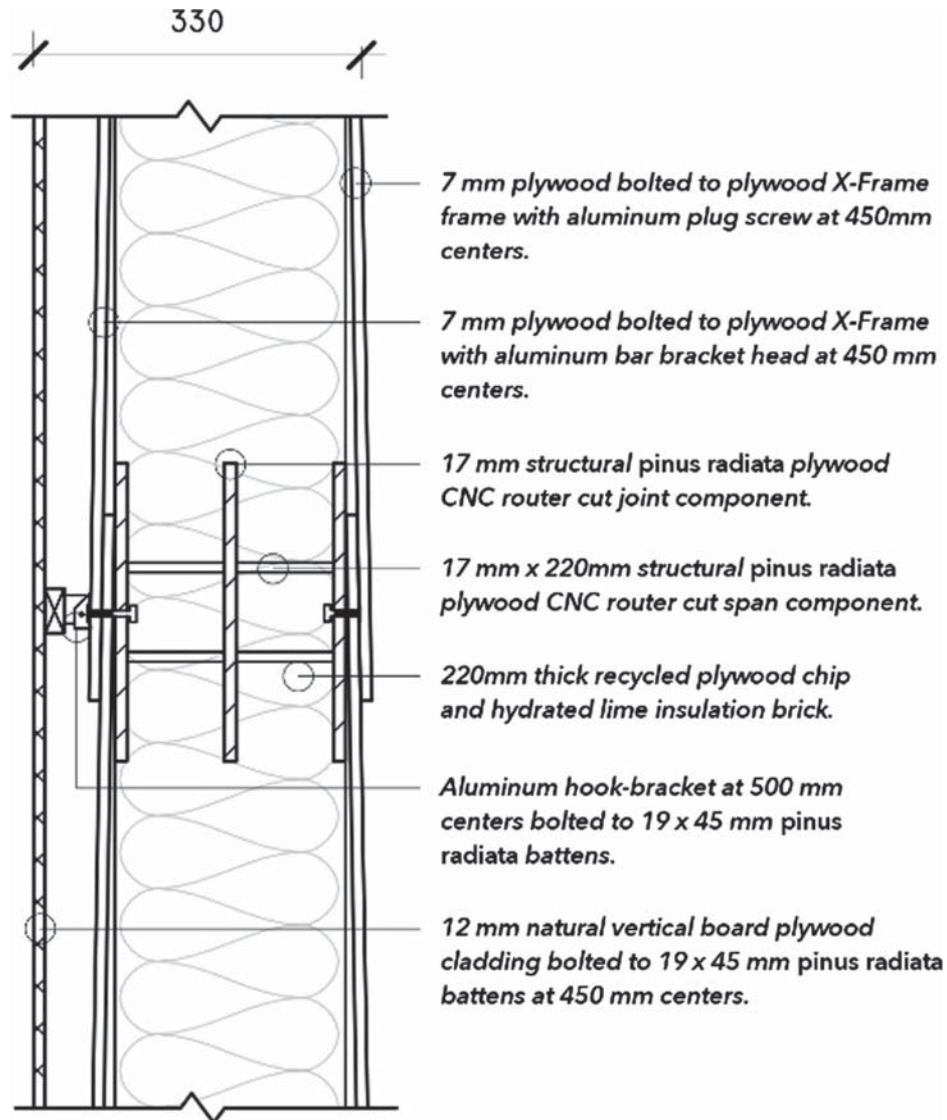 330
7 mm plywood bolted to plywood X-Frame
frame with aluminum plug screw at 450mm
centers.
7 mm plywood bolted to plywood X-Frame
with aluminum bar bracket head at 450 mm
centers.
17 mm structural pinus radiata plywood
CNC router cut joint component.
17 mm x 220mm structural pinus radiata
plywood CNC router cut span component.
220mm thick recycled plywood chip
and hydrated lime insulation brick.
Aluminum hook-bracket at 500 mm
centers bolted to 19 x 45 mm pinus
radiata battens.
12 mm natural vertical board plywood
cladding bolted to 19 x 45 mm pinus radiata
battens at 450 mm centers.